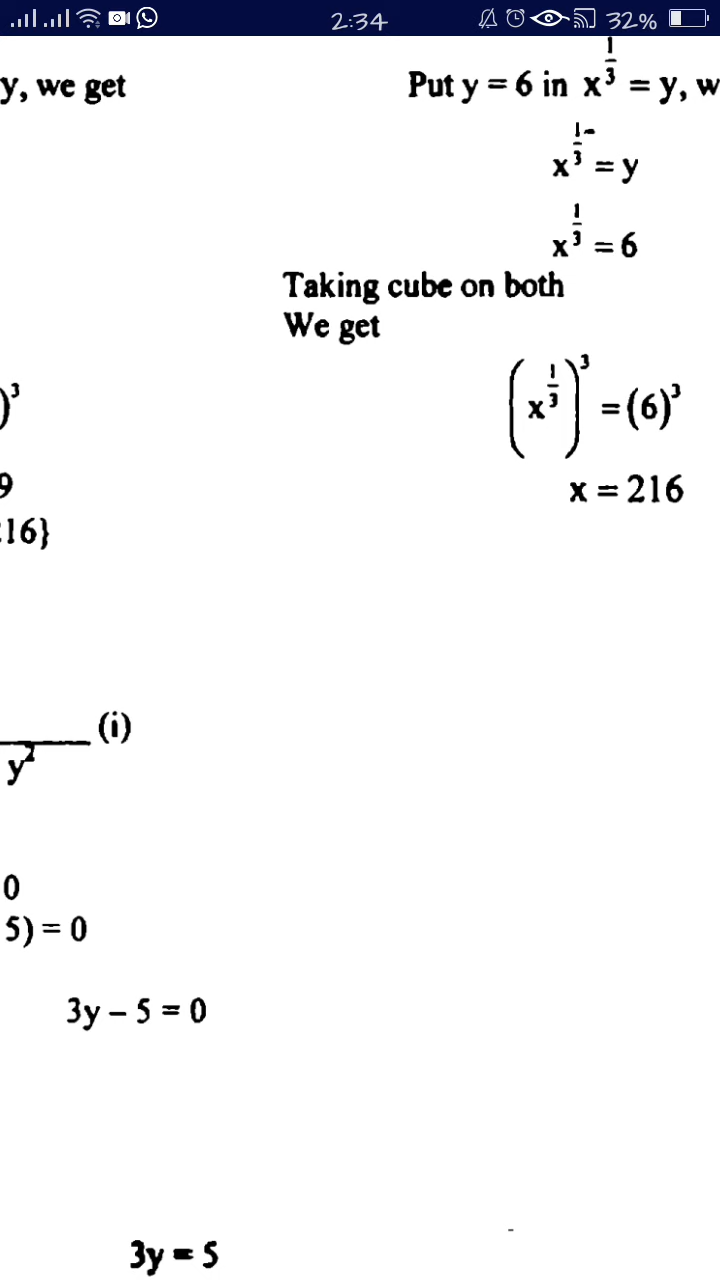 2:34 32%
y, we get Put y = 6 in x^(1/3) = y, w
x^(1/3) = y
x^(1/3) = 6
Taking cube on both
We get
)³ (x^(1/3))³ = (6)³
9 x = 216
16}
(i)
y²
0
5) = 0
3y – 5 = 0
3y = 5